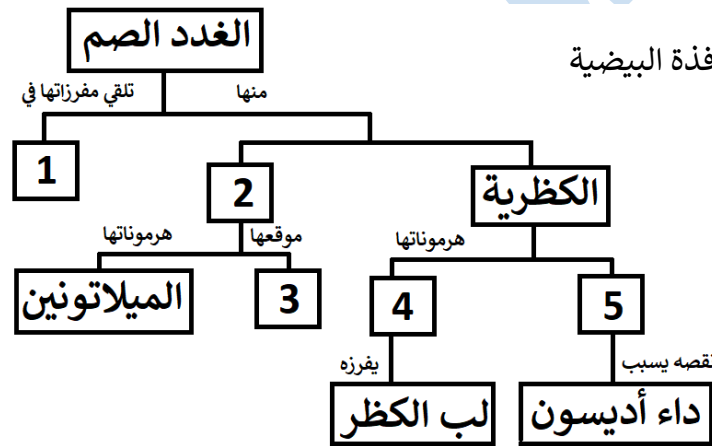 الغدد الصم
فذة البيضية
تلقي مفرزاتها في
منها
1
2
الكظرية
هرموناتها
موقعها
هرموناتها
الميلاتونين
3
4
5
يفرزه
نقصه يسبب
لب الكظر
داء أديسون